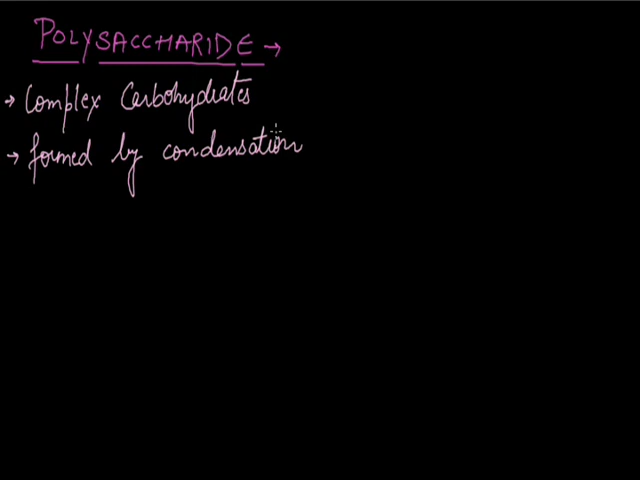 POLYSACCHARIDE →
→ Complex Carbohydrates
→ formed by condensation